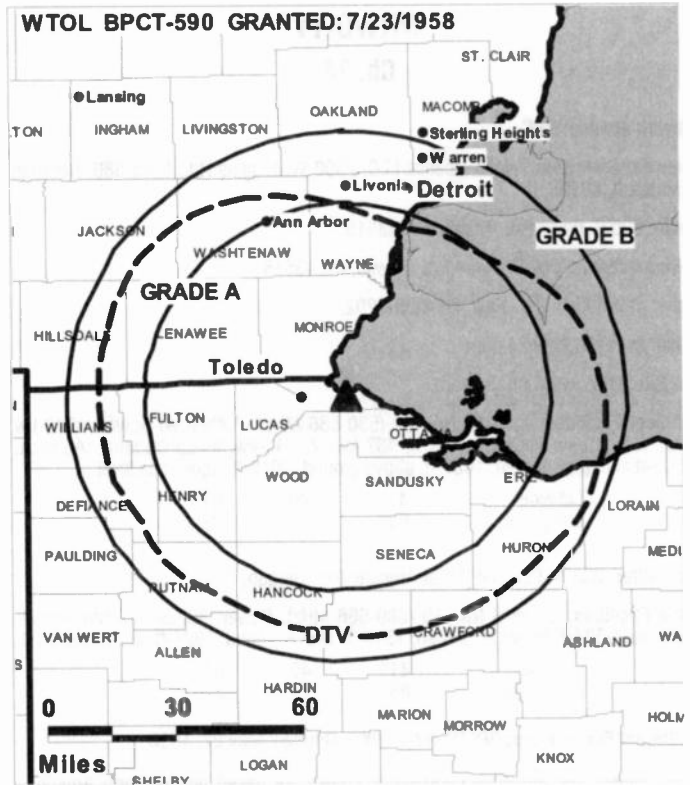 WTOL BPCT-590 GRANTED: 7/23/1958
ST. CLAIR
Lansing
OAKLAND
MACOMB
TON
INGHAM
LIVINGSTON
Sterling Heights
Warren
Livonia
Detroit
JACKSON
Ann Arbor
WASHTENAW
WAYNE
GRADE B
GRADE A
HILLSDALE
LENAWEE
MONROE
Toledo
WILLIAMS
FULTON
LUCAS
OTTA
WOOD
SANDUSKY
ERIE
HENRY
DEFIANCE
LORAIN
PAULDING
SENECA
HURON
MEDI
PUTNAM
HANCOCK
VAN WERT
DTV
CRAWFORD
ASHLAND
WA
ALLEN
S
HARDIN
0 30 60
MARION
MORROW
HOLM
Miles
LOGAN
KNOX
SHELBY